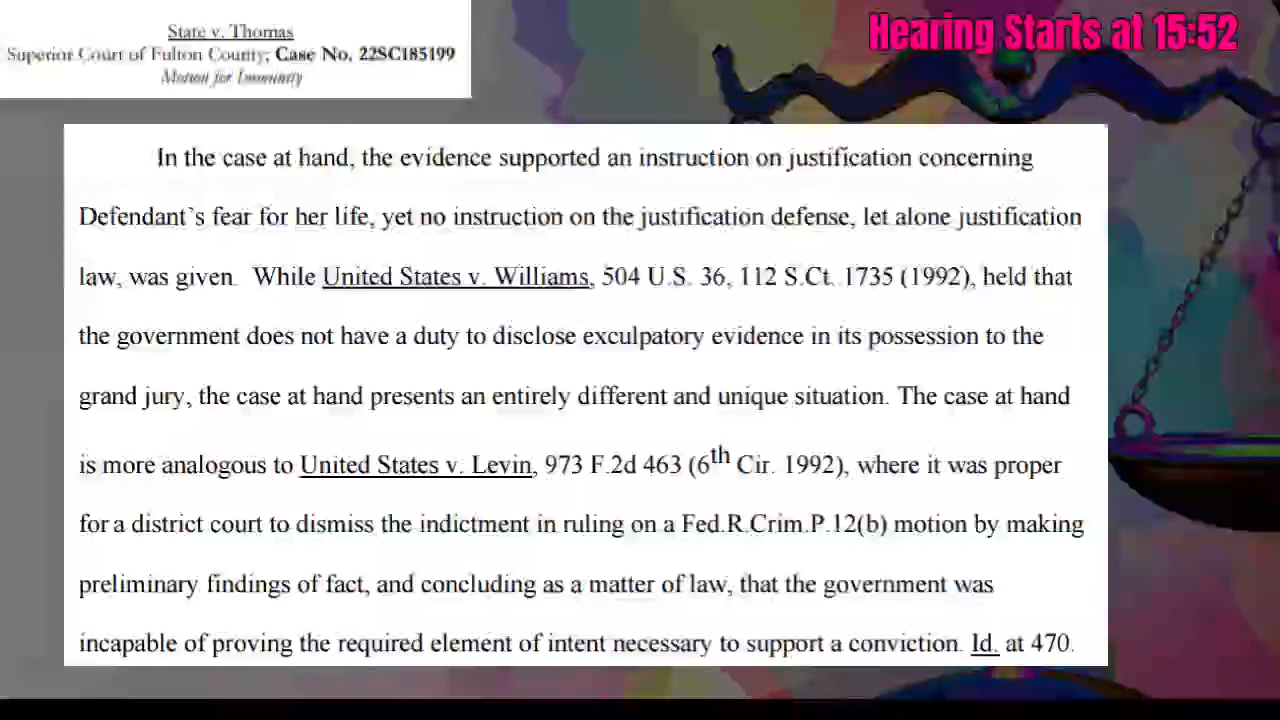 State v. Thomas
Superior Court of Fulton County; Case No. 22SC185199
Motion for Immunity
Hearing Starts at 15:52
In the case at hand, the evidence supported an instruction on justification concerning
Defendant`s fear for her life, yet no instruction on the justification defense, let alone justification
law, was given. While United States v. Williams, 504 U.S. 36, 112 S.Ct. 1735 (1992), held that
the government does not have a duty to disclose exculpatory evidence in its possession to the
grand jury, the case at hand presents an entirely different and unique situation. The case at hand
is more analogous to United States v. Levin, 973 F.2d 463 (6th Cir. 1992), where it was proper
for a district court to dismiss the indictment in ruling on a Fed.R.Crim.P.12(b) motion by making
preliminary findings of fact, and concluding as a matter of law, that the government was
incapable of proving the required element of intent necessary to support a conviction. Id. at 470.